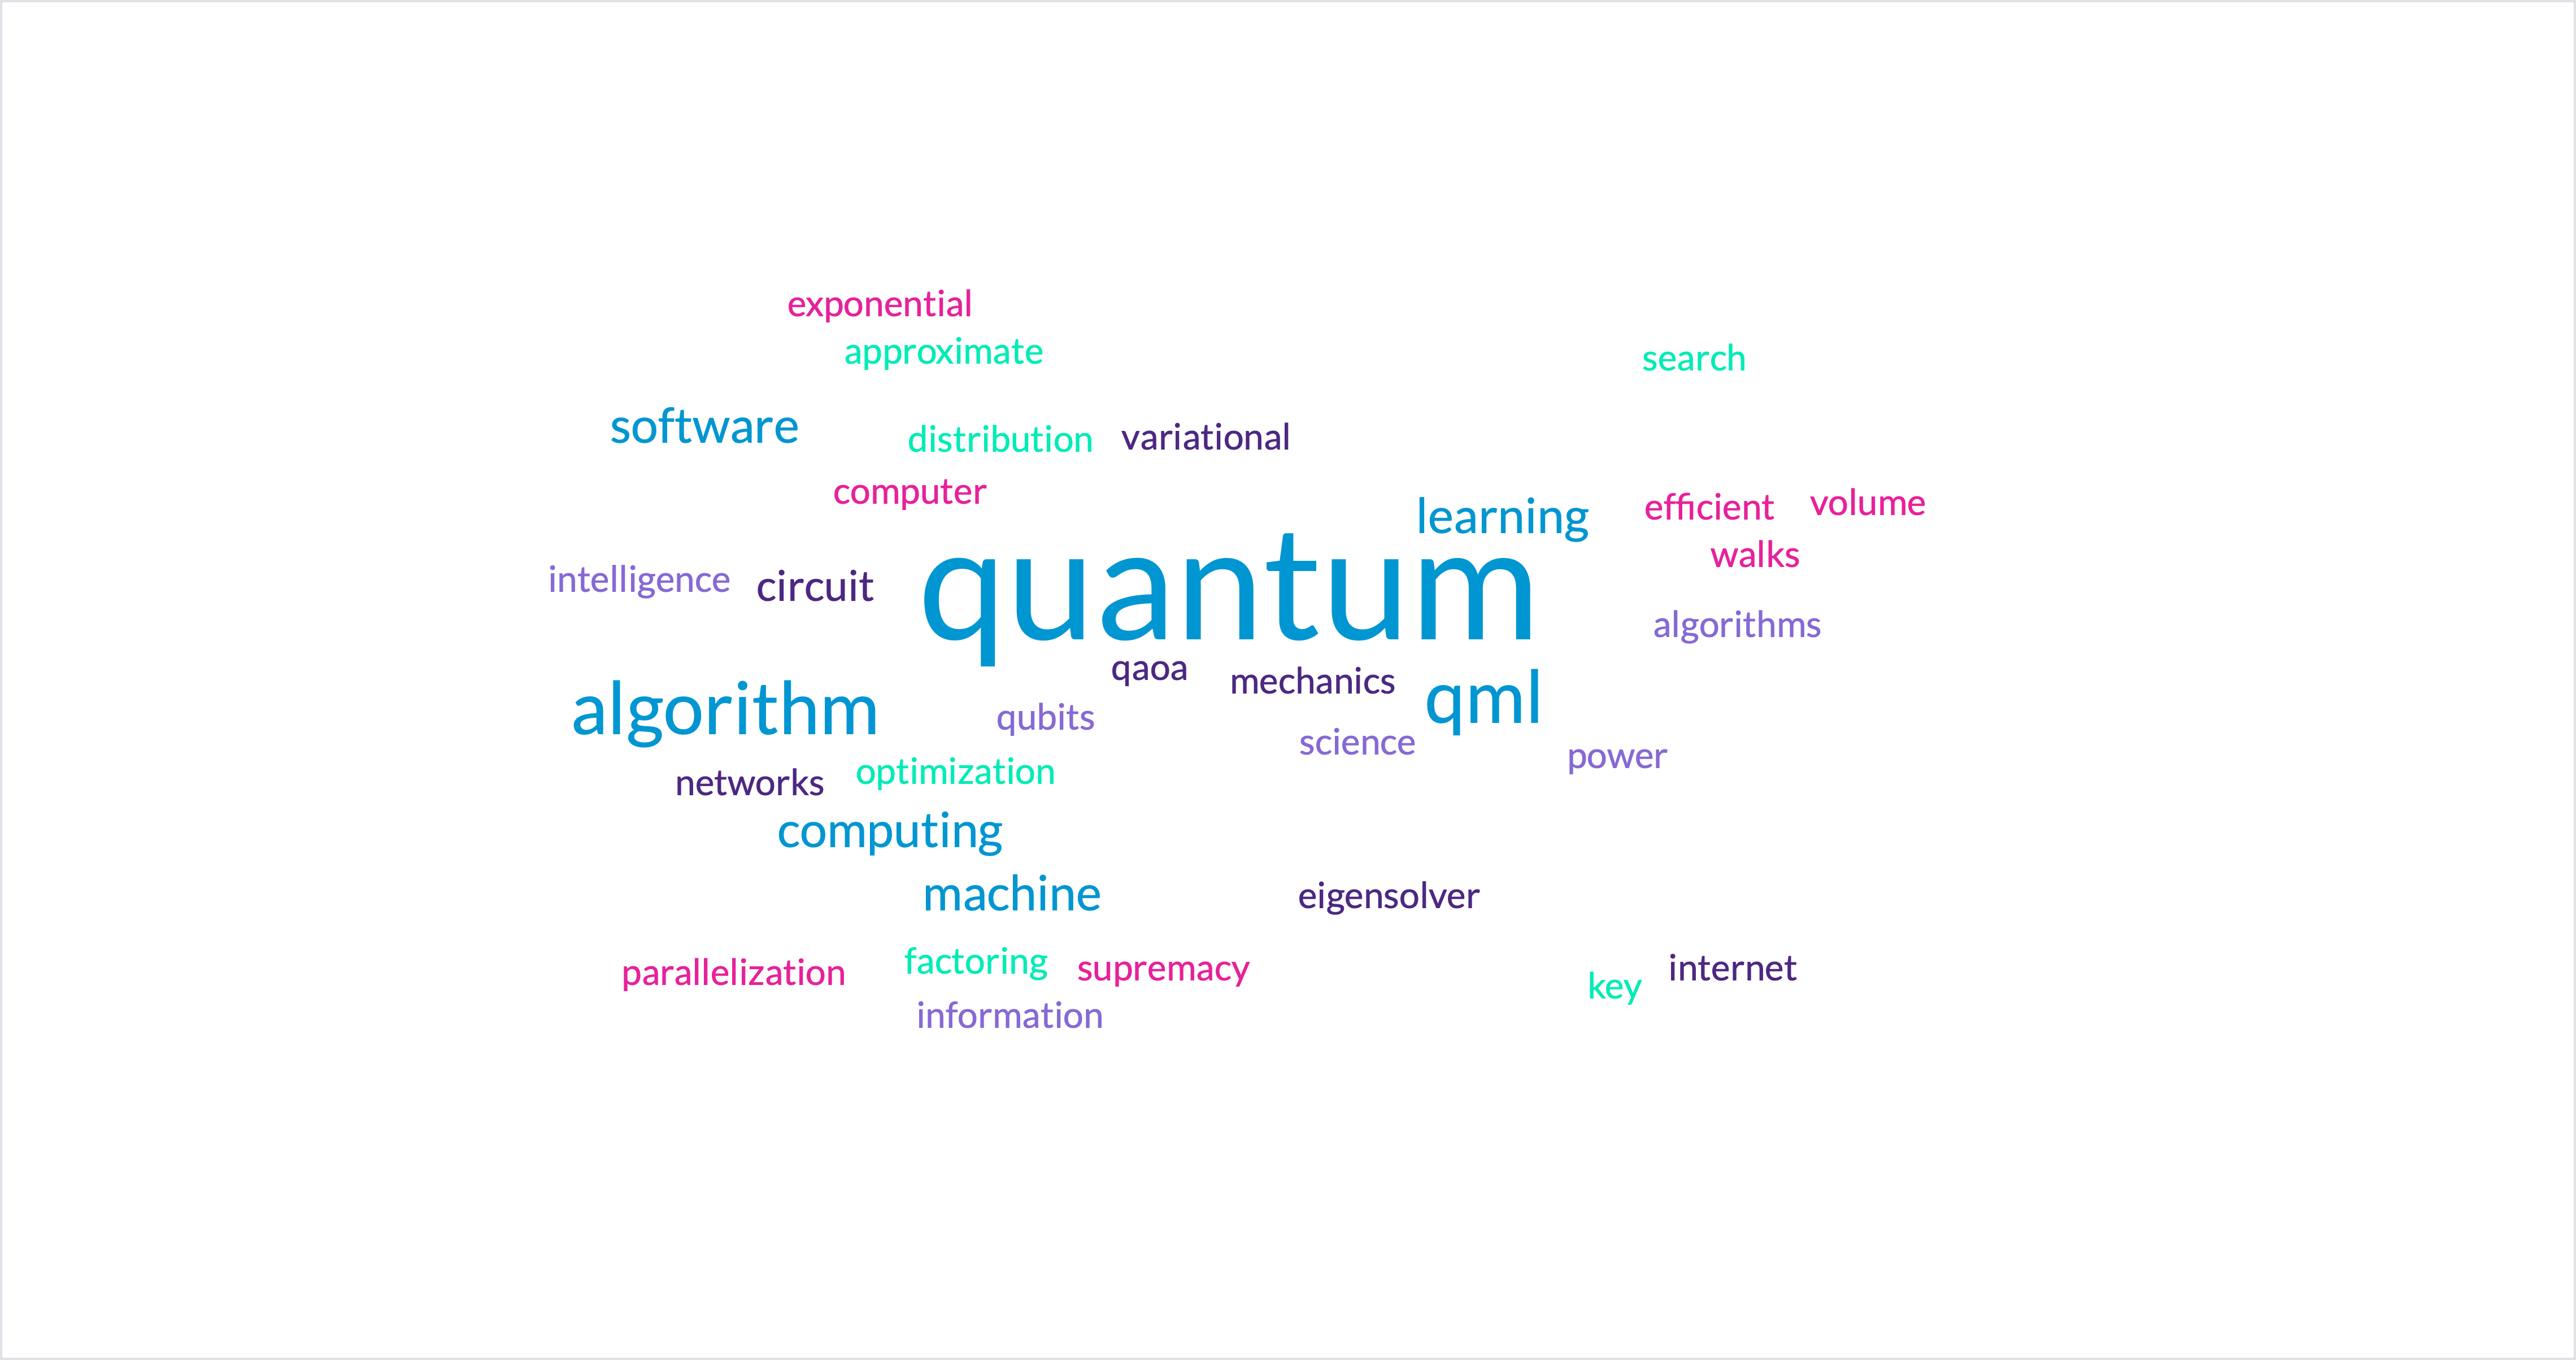 exponential
approximate
search
software
distribution
variational
computer
learning
efficient
volume
walks
quantum
intelligence
circuit
algorithms
qaoa
mechanics
qml
algorithm
qubits
science
power
networks
optimization
computing
machine
eigensolver
parallelization
factoring
supremacy
key
internet
information